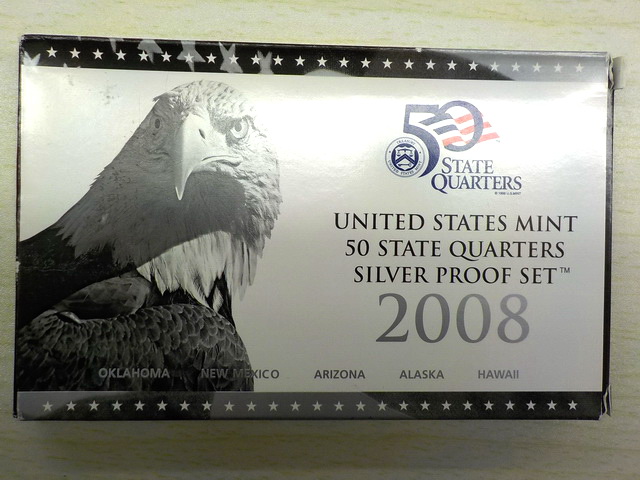 50
STATE
QUARTERS
UNITED STATES MINT
50 STATE QUARTERS
SILVER PROOF SET™
2008
OKLAHOMA NEW MEXICO ARIZONA ALASKA HAWAII